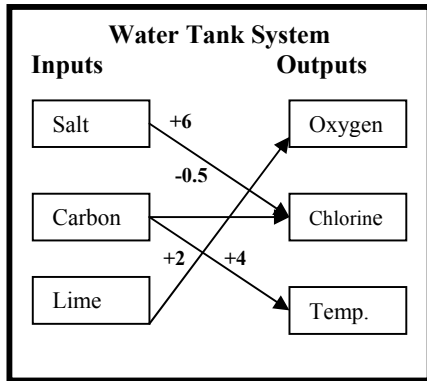 Water Tank System
Inputs Outputs
Salt +6 Oxygen
-0.5
Carbon Chlorine
+2 +4
Lime Temp.